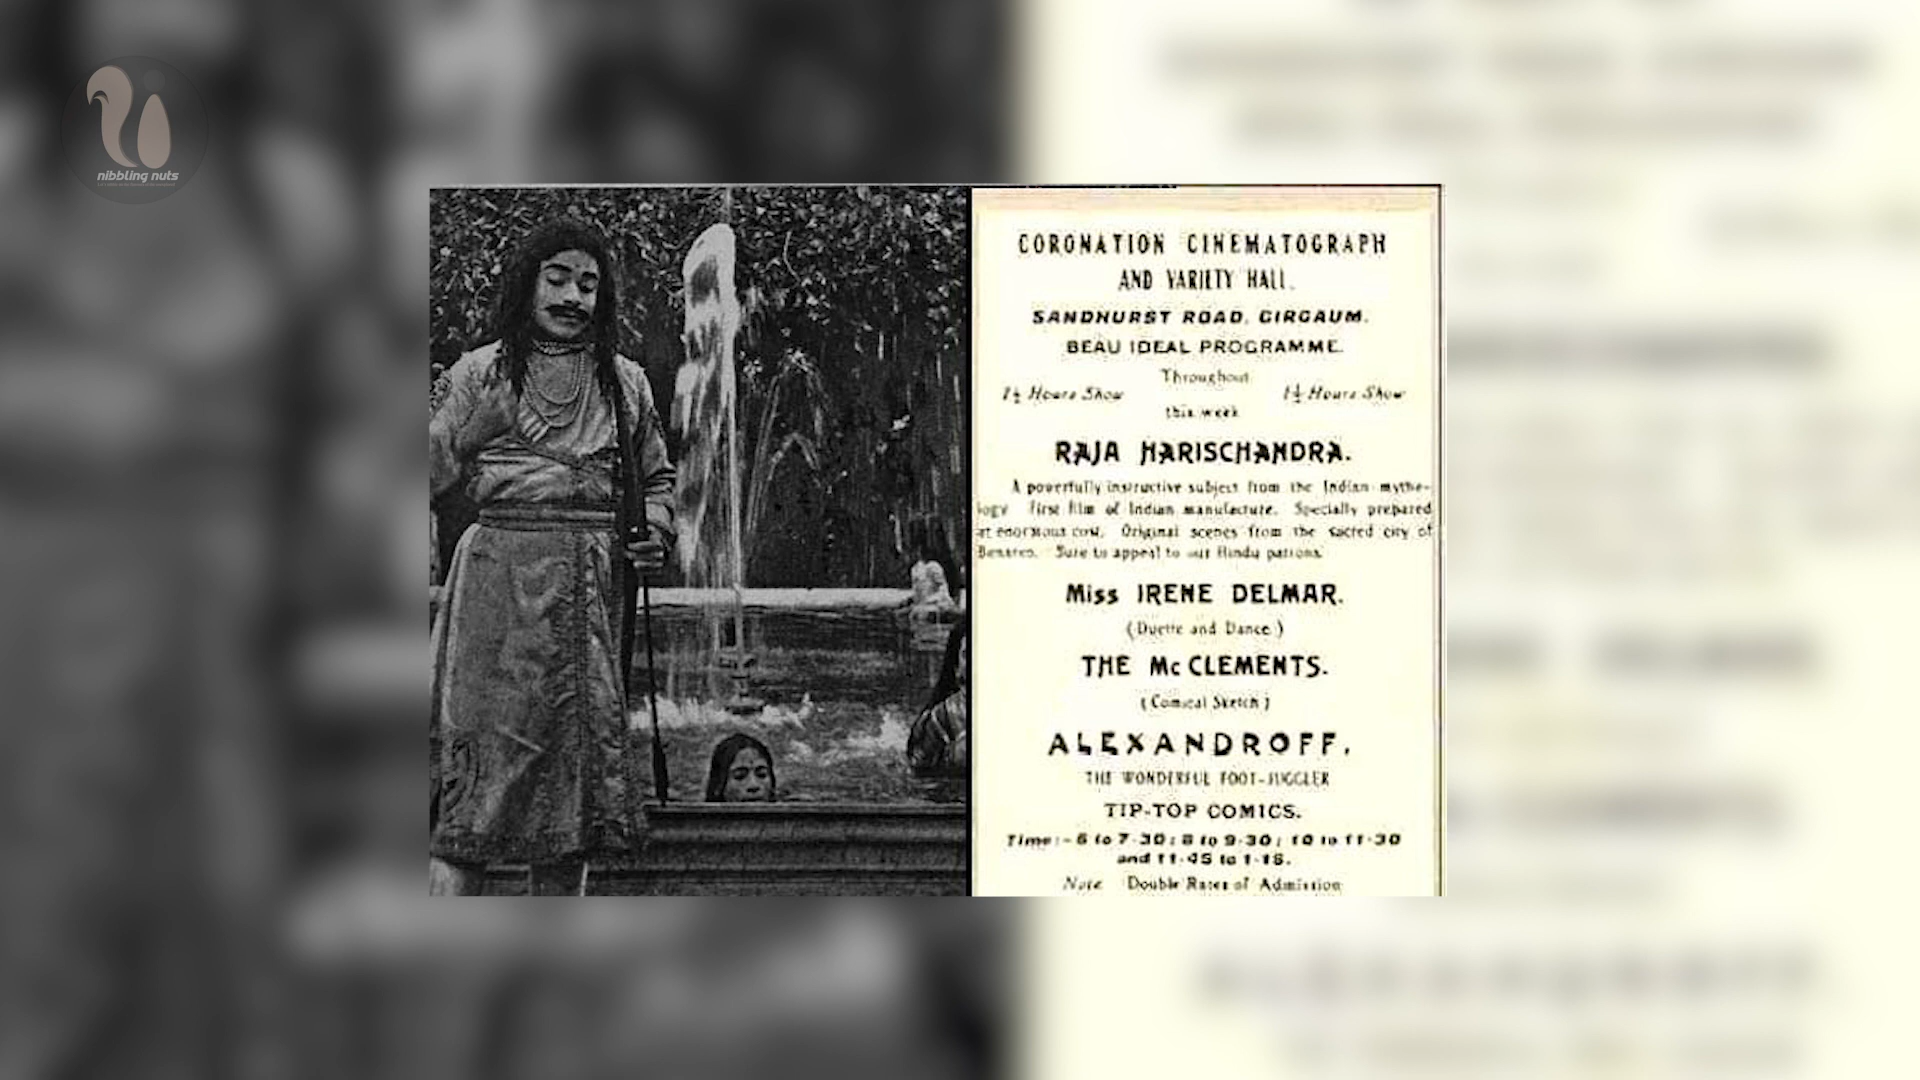 nibbling nuts
CORONATION CINEMATOGRAPH
AND VARIETY HALL.
SANDHURST ROAD, GIRGAUM.
BEAU IDEAL PROGRAMME.
Throughout
1½ Hours Show 1½ Hours Show
this week
RAJA HARISCHANDRA.
A powerfully instructive subject from the Indian mytho-
logy First film of Indian manufacture. Specially prepared
at enormous cost. Original scenes from the sacred city of
Benares. Sure to appeal to our Hindu patrons.
Miss IRENE DELMAR.
(Duette and Dance)
THE Mc CLEMENTS.
(Comical Sketch)
ALEXANDROFF,
THE WONDERFUL FOOT-JUGGLER
TIP-TOP COMICS.
Time:-6 to 7-30; 8 to 9-30; 10 to 11-30
and 11-45 to 1-15.
Note Double Rates of Admission